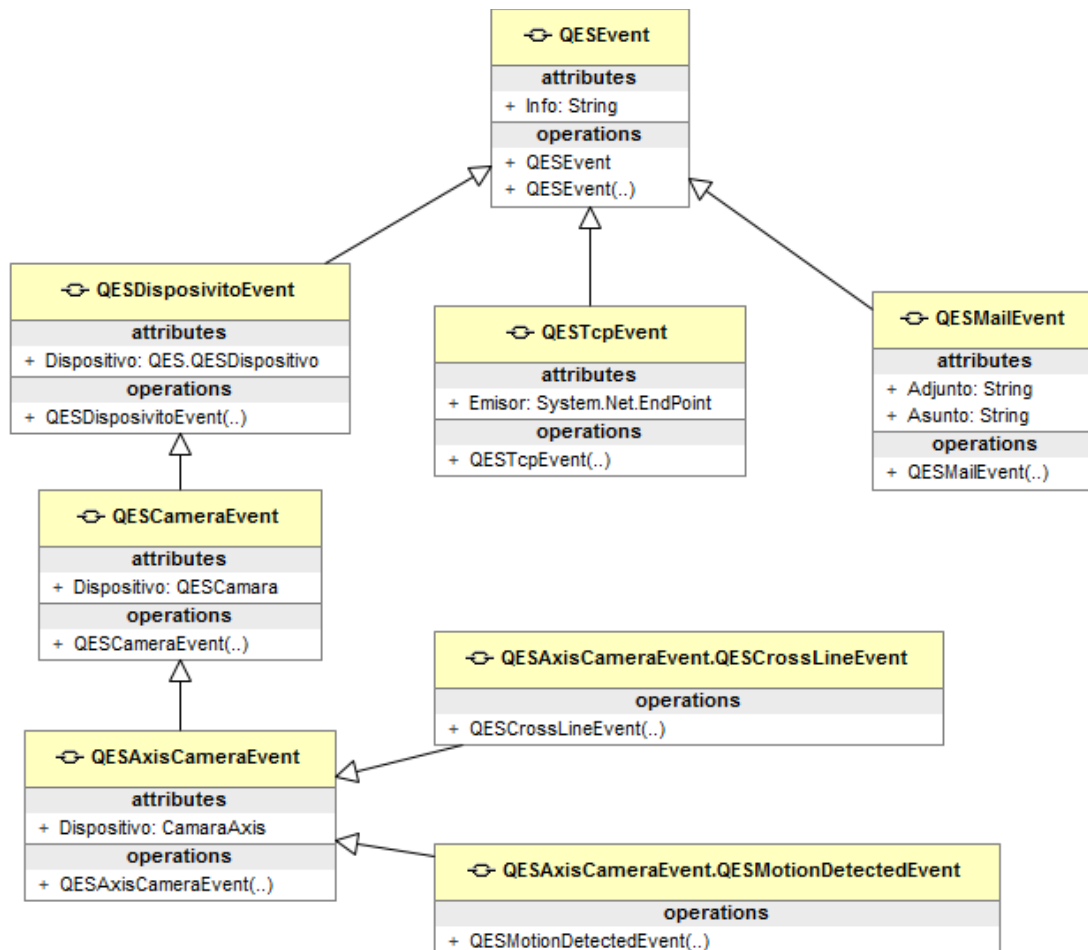 QESEvent
attributes
+ Info: String
operations
+ QESEvent
+ QESEvent(..)
QESDisposivitoEvent
attributes
+ Dispositivo: QES.QESDispositivo
operations
+ QESDisposivitoEvent(..)
QESTcpEvent
attributes
+ Emisor: System.Net.EndPoint
operations
+ QESTcpEvent(..)
QESMailEvent
attributes
+ Adjunto: String
+ Asunto: String
operations
+ QESMailEvent(..)
QESCameraEvent
attributes
+ Dispositivo: QESCamara
operations
+ QESCameraEvent(..)
QESAxisCameraEvent.QESCrossLineEvent
operations
+ QESCrossLineEvent(..)
QESAxisCameraEvent
attributes
+ Dispositivo: CamaraAxis
operations
+ QESAxisCameraEvent(..)
QESAxisCameraEvent.QESMotionDetectedEvent
operations
+ QESMotionDetectedEvent(..)